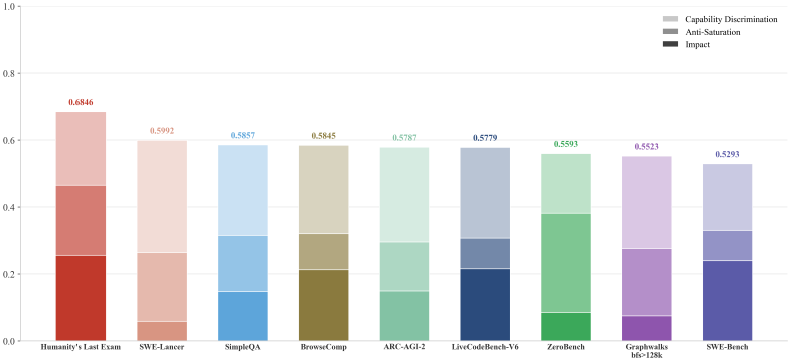 1.0
Capability Discrimination
Anti-Saturation
Impact
0.8
0.6846
0.5992
0.5857
0.5845
0.5787
0.5779
0.5593
0.5523
0.5293
0.6
0.4
0.2
0.0
Humanity's Last Exam
SWE-Lancer
SimpleQA
BrowseComp
ARC-AGI-2
LiveCodeBench-V6
ZeroBench
Graphwalks
bfs>128k
SWE-Bench